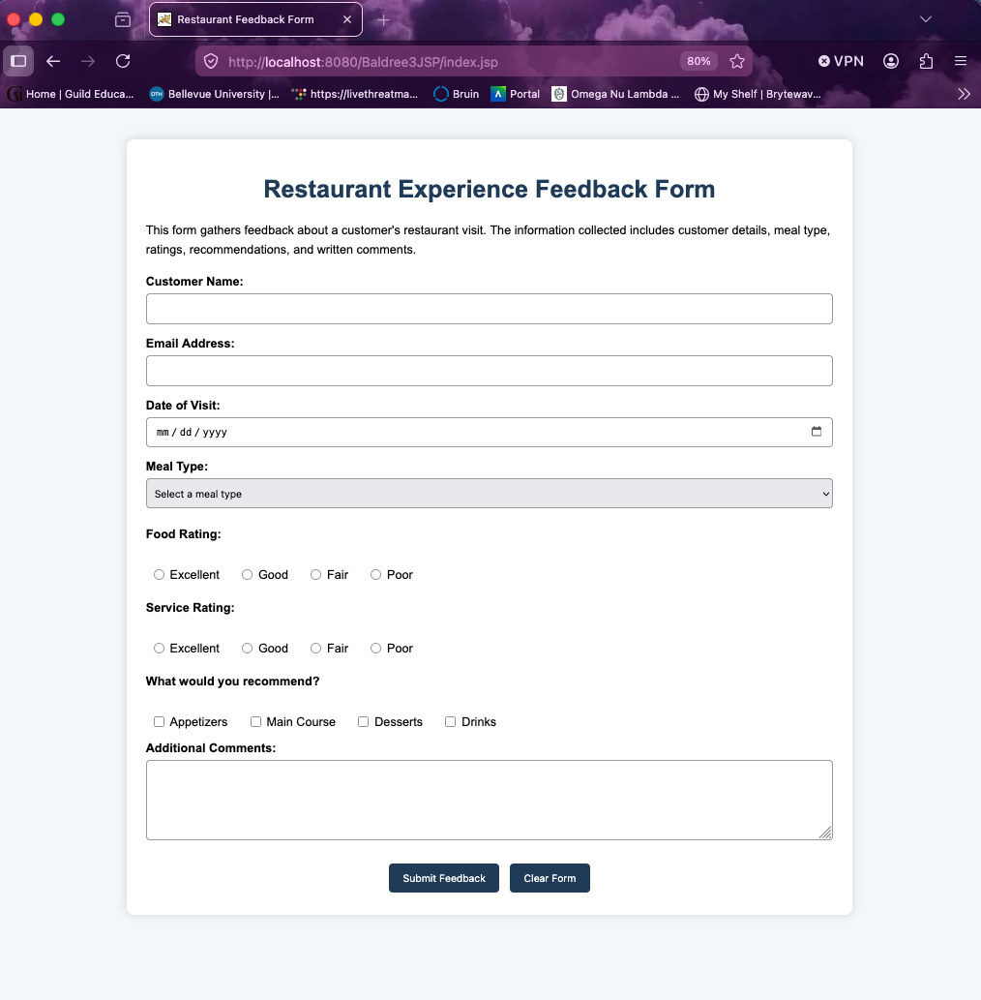 Restaurant Feedback Form
http://localhost:8080/Baldree3JSP/index.jsp
80%
VPN
Home | Guild Educa...
OTH
Bellevue University |...
https://livethreatma...
Bruin
Portal
Omega Nu Lambda ...
My Shelf | Brytewav...
Restaurant Experience Feedback Form
This form gathers feedback about a customer's restaurant visit. The information collected includes customer details, meal type,
ratings, recommendations, and written comments.
Customer Name:
Email Address:
Date of Visit:
mm / dd / yyyy
Meal Type:
Select a meal type
Food Rating:
Excellent Good Fair Poor
Service Rating:
Excellent Good Fair Poor
What would you recommend?
Appetizers Main Course Desserts Drinks
Additional Comments:
Submit Feedback Clear Form